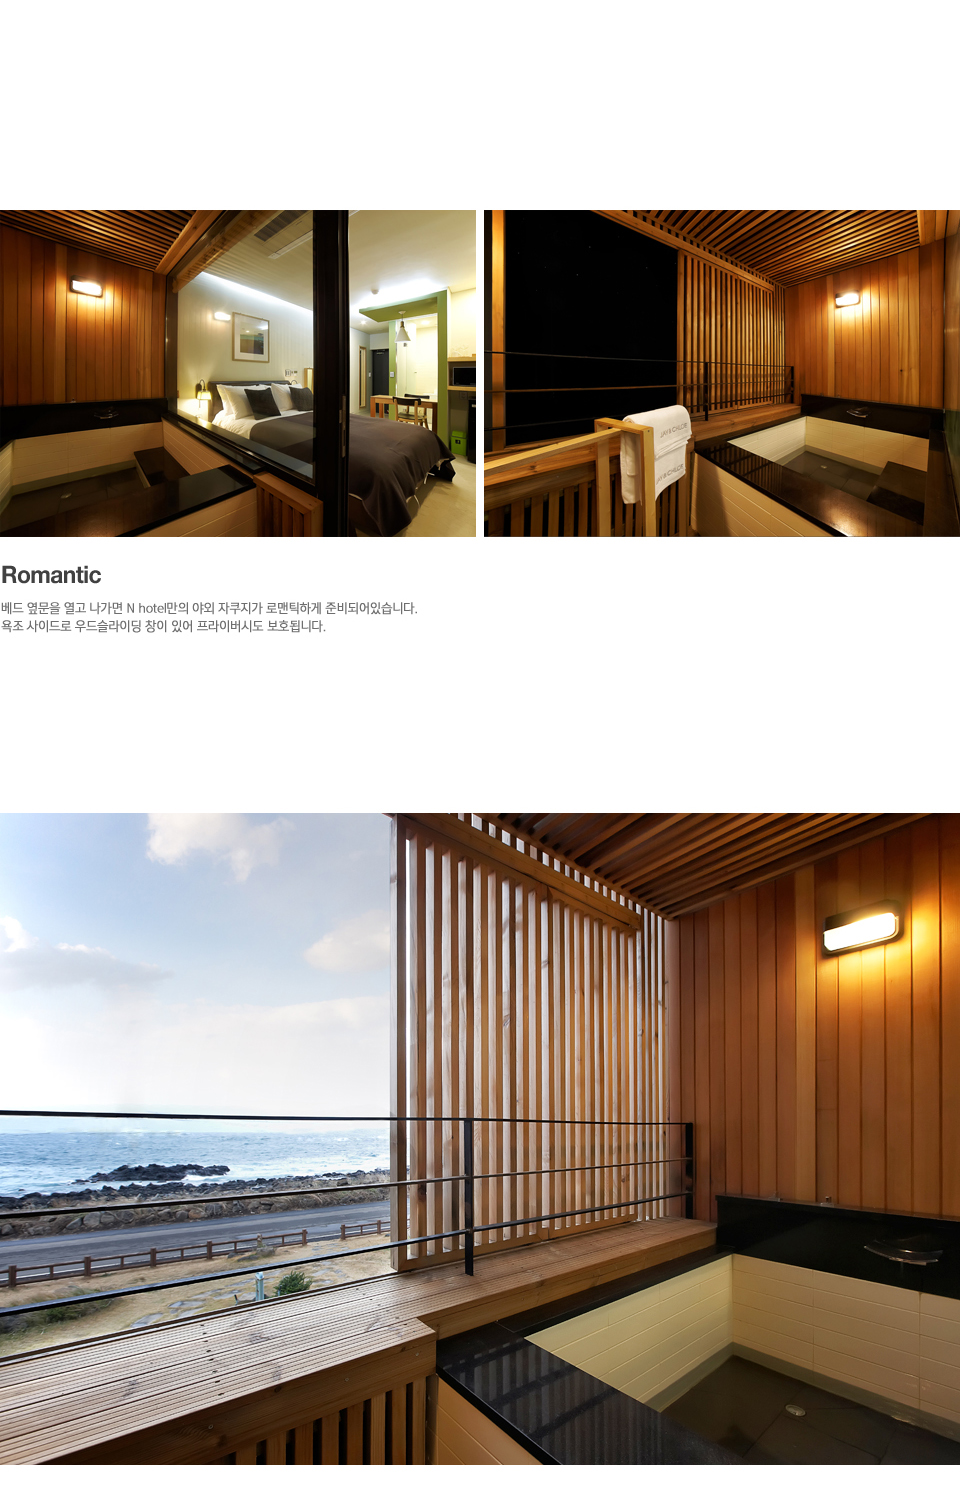 Romantic
베드 옆문을 열고 나가면 N hotel만의 야외 자쿠지가 로맨틱하게 준비되어있습니다.
욕조 사이드로 우드슬라이딩 창이 있어 프라이버시도 보호됩니다.